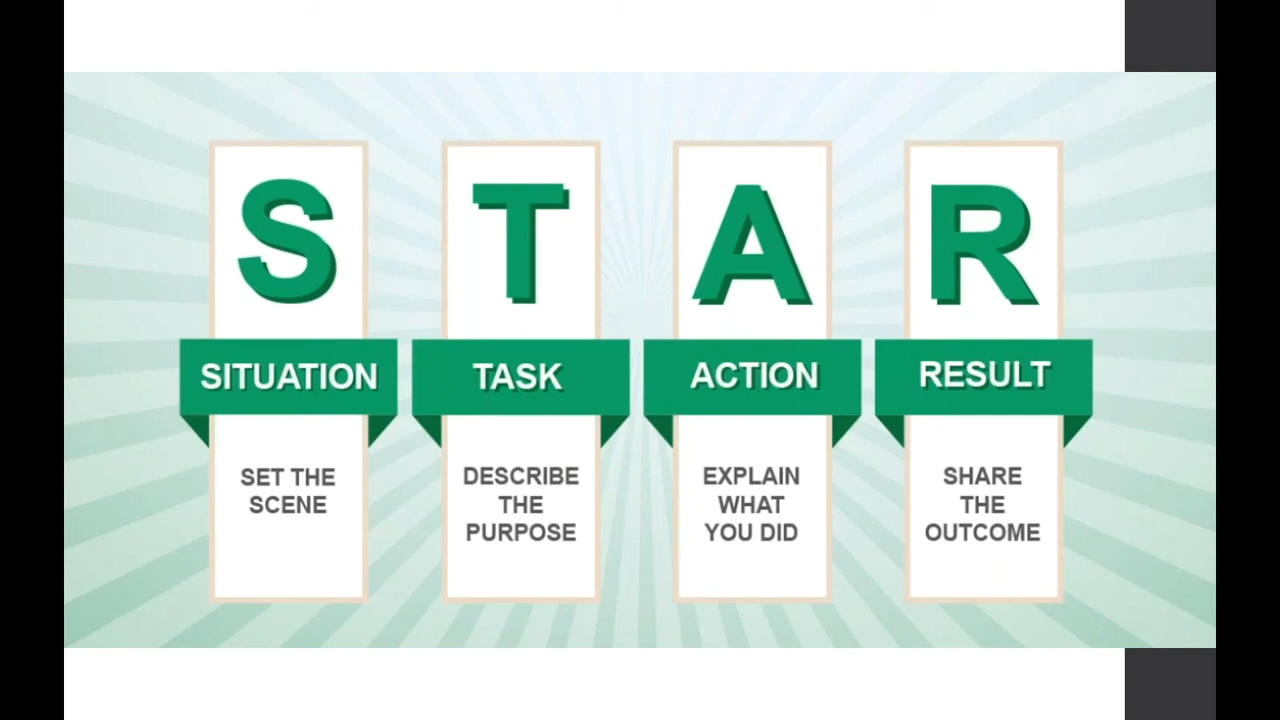 S
T
A
R
SITUATION
TASK
ACTION
RESULT
SET THE
SCENE
DESCRIBE
THE
PURPOSE
EXPLAIN
WHAT
YOU DID
SHARE
THE
OUTCOME